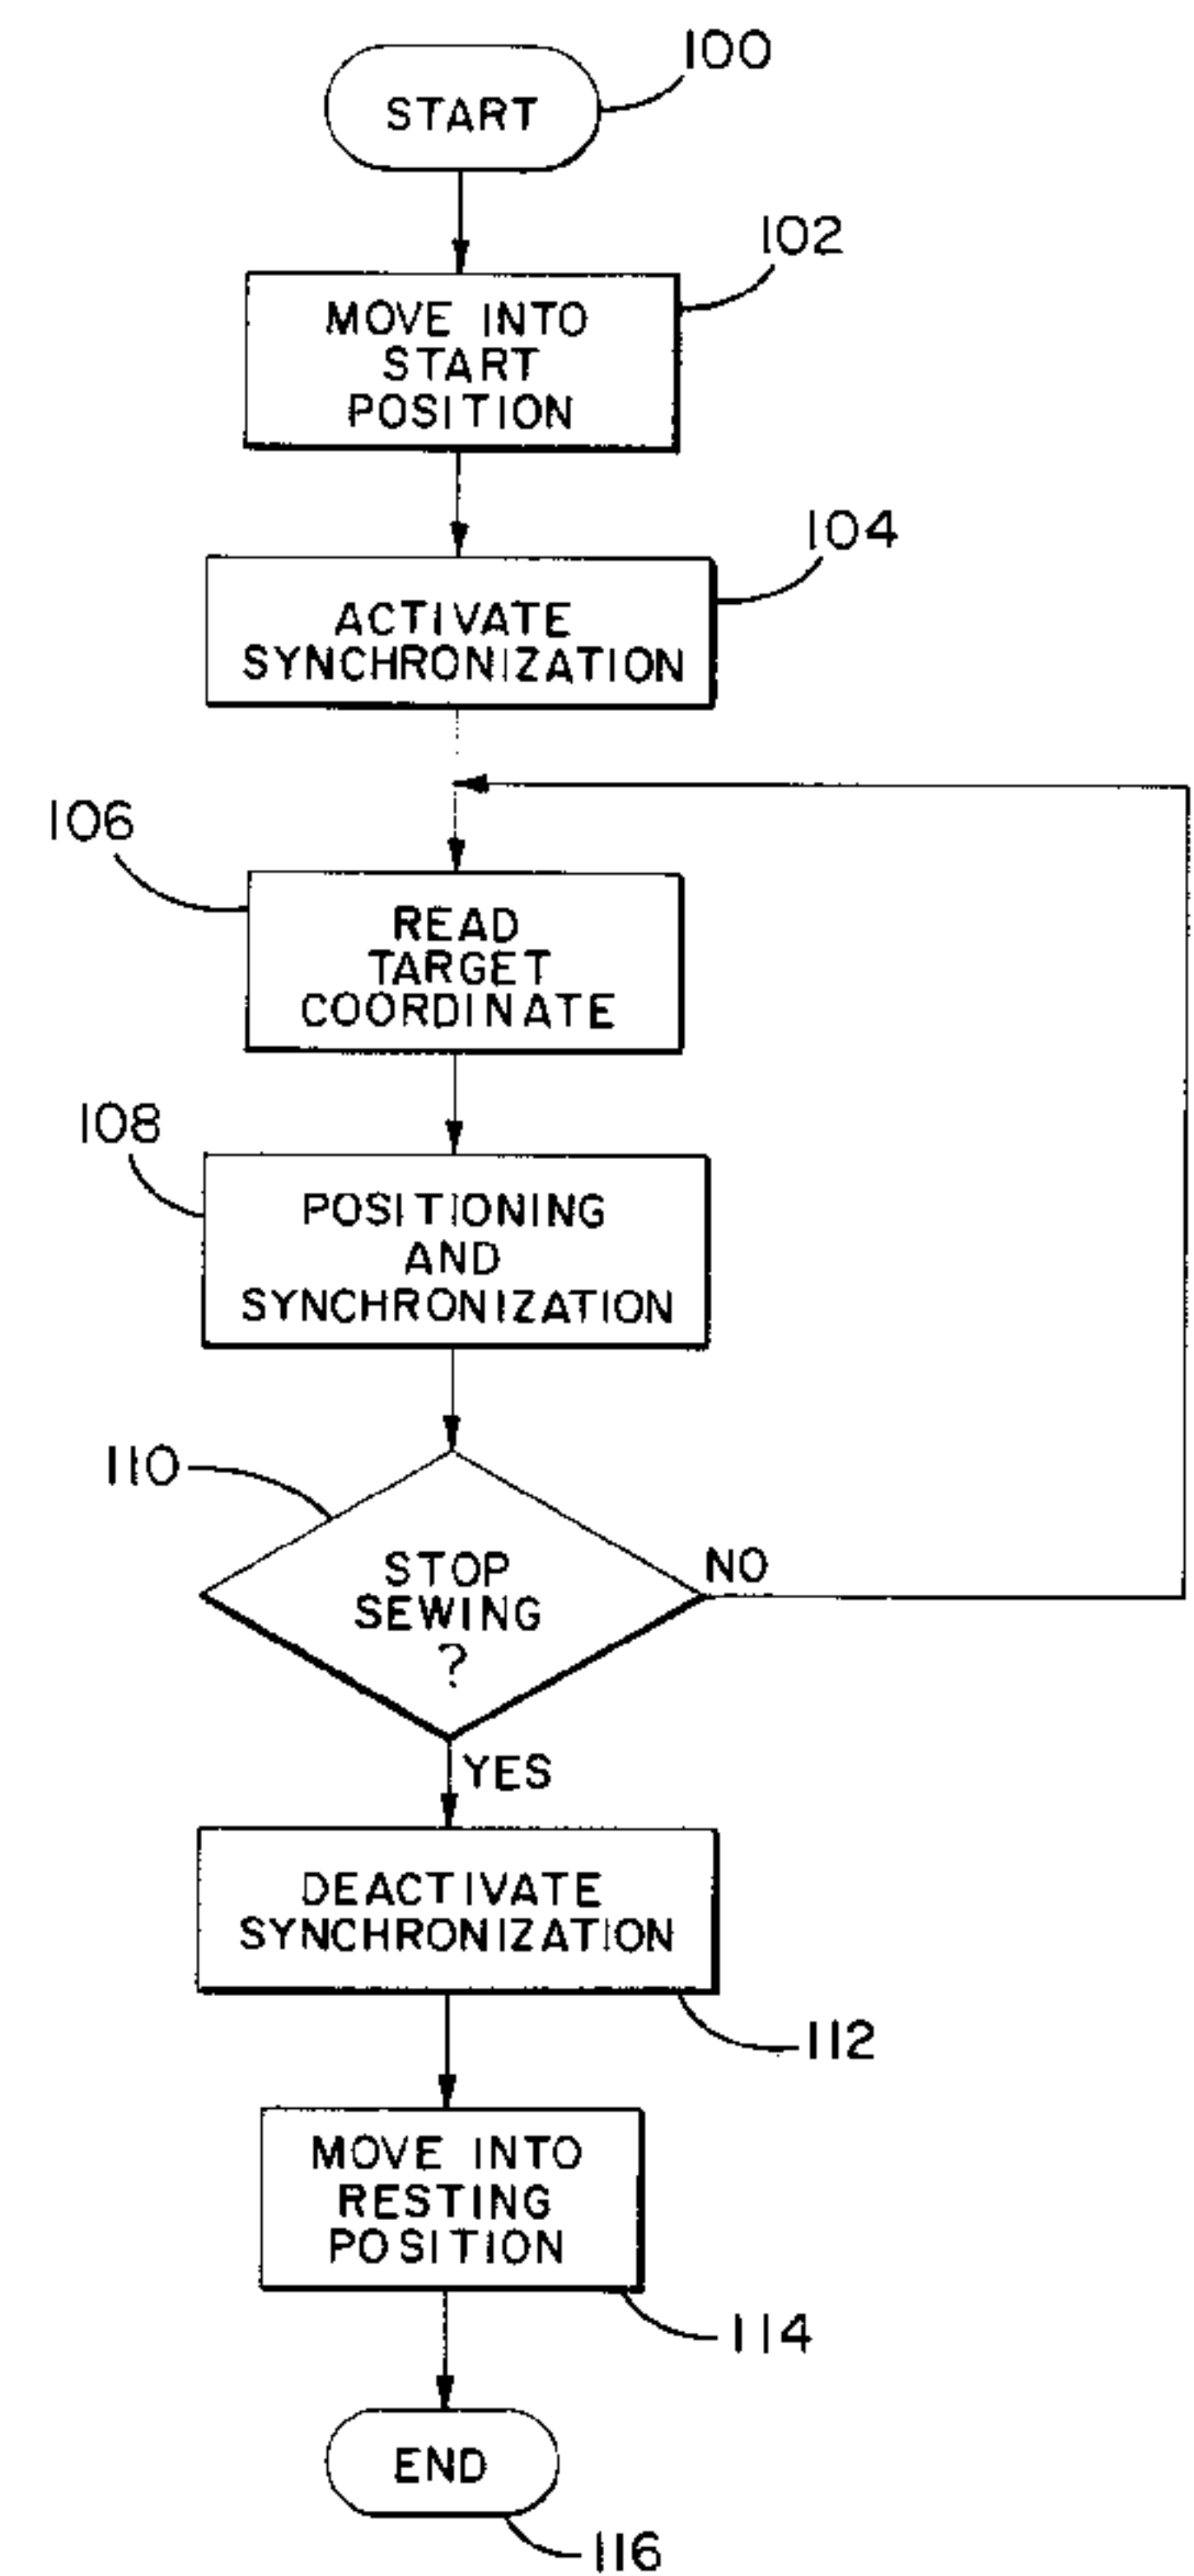 100
START
102
MOVE INTO
START
POSITION
104
ACTIVATE
SYNCHRONIZATION
106
READ
TARGET
COORDINATE
108
POSITIONING
AND
SYNCHRONIZATION
110
STOP
SEWING
?
NO
YES
DEACTIVATE
SYNCHRONIZATION
112
MOVE INTO
RESTING
POSITION
114
END
116